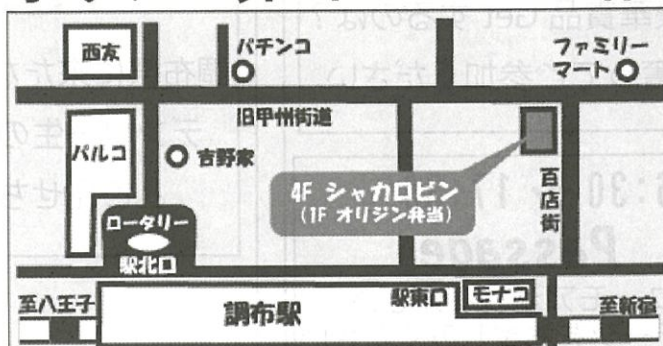 西友
パチンコ
ファミリー
マート
旧甲州街道
パルコ
吉野家
4F シャカロビン
(1F オリジン弁当)
百店街
ロータリー
駅北口
至八王子
調布駅
駅東口
モナコ
至新宿